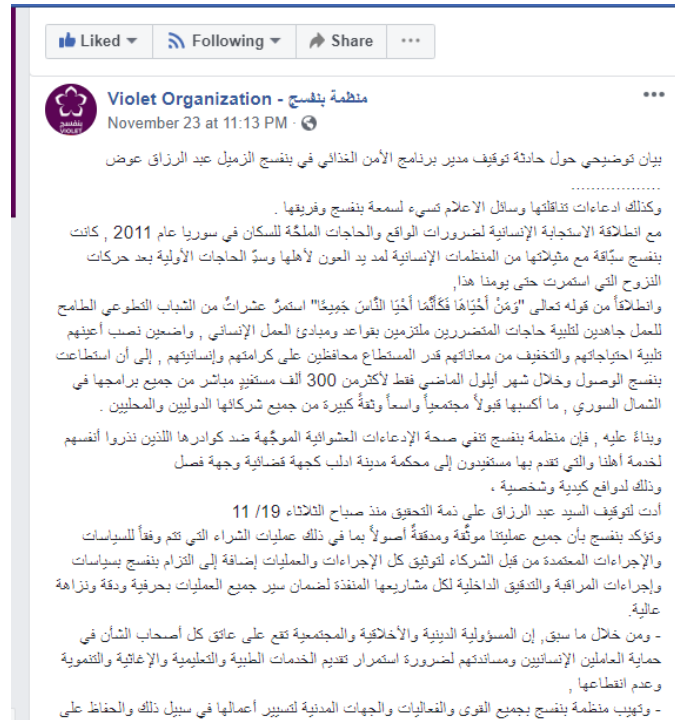 Liked Following Share ...
Violet Organization - منظمة بنفسج
November 23 at 11:13 PM ·
بنفسج
VIOLET
بيان توضيحي حول حادثة توقيف مدير برنامج الأمن الغذائي في بنفسج الزميل عبد الرزاق عوض
..................
وكذلك ادعاءات تناقلتها وسائل الاعلام تسيء لسمعة بنفسج وفريقها .
مع انطلاقة الاستجابة الإنسانية لضرورات الواقع والحاجات الملحَّة للسكان في سوريا عام 2011 , كانت
بنفسج سبَّاقة مع مثيلاتها من المنظمات الإنسانية لمد يد العون لأهلها وسدِّ الحاجات الأولية بعد حركات
النزوح التي استمرت حتى يومنا هذا,
وانطلاقاً من قوله تعالى "وَمَنْ أَحْيَاهَا فَكَأَنَّمَا أَحْيَا النَّاسَ جَمِيعًا" استمرَّ عشراتٌ من الشباب التطوعي الطامح
للعمل جاهدين لتلبية حاجات المتضررين ملتزمين بقواعد ومبادئ العمل الإنساني , واضعين نصب أعينهم
تلبية احتياجاتهم والتخفيف من معاناتهم قدر المستطاع محافظين على كرامتهم وإنسانيتهم , إلى أن استطاعت
بنفسج الوصول وخلال شهر أيلول الماضي فقط لأكثرمن 300 ألف مستفيدٍ مباشر من جميع برامجها في
الشمال السوري , ما أكسبها قبولاً مجتمعياً واسعاً وثقةً كبيرة من جميع شركائها الدوليين والمحليين .
وبناءً عليه , فإن منظمة بنفسج تنفي صحة الإدعاءات العشوائية الموجَّهة ضد كوادرها اللذين نذروا أنفسهم
لخدمة أهلنا والتي تقدم بها مستفيدون إلى محكمة مدينة ادلب كجهة قضائية وجهة فصل
وذلك لدوافع كيدية وشخصية ،
أدت لتوقيف السيد عبد الرزاق على ذمة التحقيق منذ صباح الثلاثاء 19/ 11
وتؤكد بنفسج بأن جميع عمليتنا موثَّقة ومدققةٌ أصولاً بما في ذلك عمليات الشراء التي تتم وفقاً للسياسات
والإجراءات المعتمدة من قبل الشركاء لتوثيق كل الإجراءات والعمليات إضافة إلى التزام بنفسج بسياسات
وإجراءات المراقبة والتدقيق الداخلية لكل مشاريعها المنفذة لضمان سير جميع العمليات بحرفية ودقة ونزاهة
عالية.
- ومن خلال ما سبق, إن المسؤولية الدينية والأخلاقية والمجتمعية تقع على عاتق كل أصحاب الشأن في
حماية العاملين الإنسانيين ومساندتهم لضرورة استمرار تقديم الخدمات الطبية والتعليمية والإغاثية والتنموية
وعدم انقطاعها ,
- وتهيب منظمة بنفسج بجميع القوى والفعاليات والجهات المدنية لتسيير أعمالها في سبيل ذلك والحفاظ على